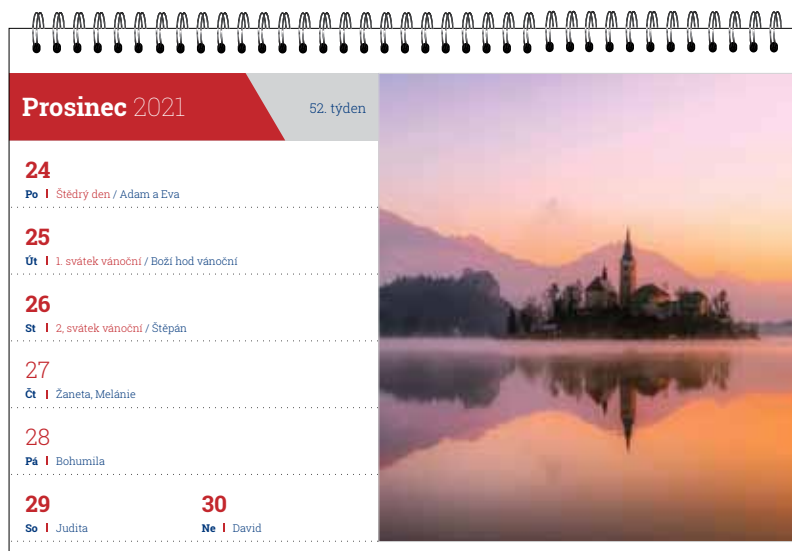 Prosinec 2021
52. týden
24
Po Štědrý den / Adam a Eva
25
Út 1. svátek vánoční / Boží hod vánoční
26
St 2, svátek vánoční / Štěpán
27
Čt Žaneta, Melánie
28
Pá Bohumila
29
So Judita
30
Ne David